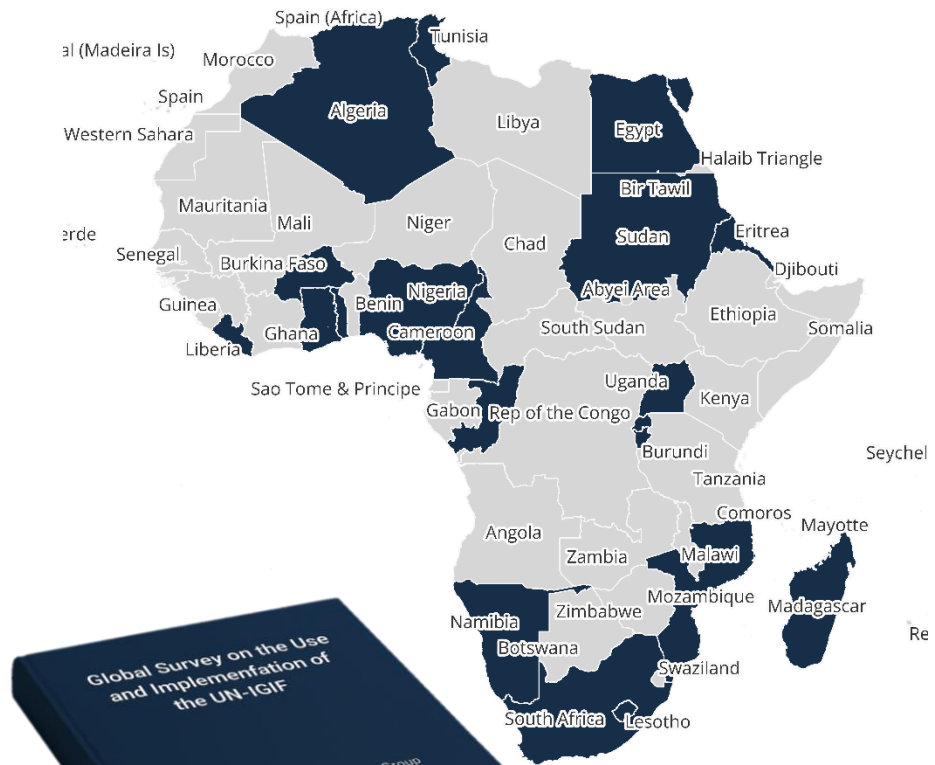 Spain (Africa)
Tunisia
al (Madeira Is)
Morocco
Spain
Algeria
Libya
Egypt
Western Sahara
Halaib Triangle
Bir Tawil
Mauritania
Mali
Niger
Chad
Sudan
Eritrea
erde
Senegal
Burkina Faso
Djibouti
Abyei Area
Guinea
Benin
Nigeria
Ethiopia
Ghana
Cameroon
South Sudan
Somalia
Liberia
Uganda
Sao Tome & Principe
Kenya
Gabon
Rep of the Congo
Burundi
Seychel
Tanzania
Comoros
Mayotte
Angola
Zambia
Malawi
Mozambique
Madagascar
Zimbabwe
Namibia
Botswana
Re
Swaziland
South Africa
Lesotho
Global Survey on the Use
and Implementation of
the UN-IGIF
Group